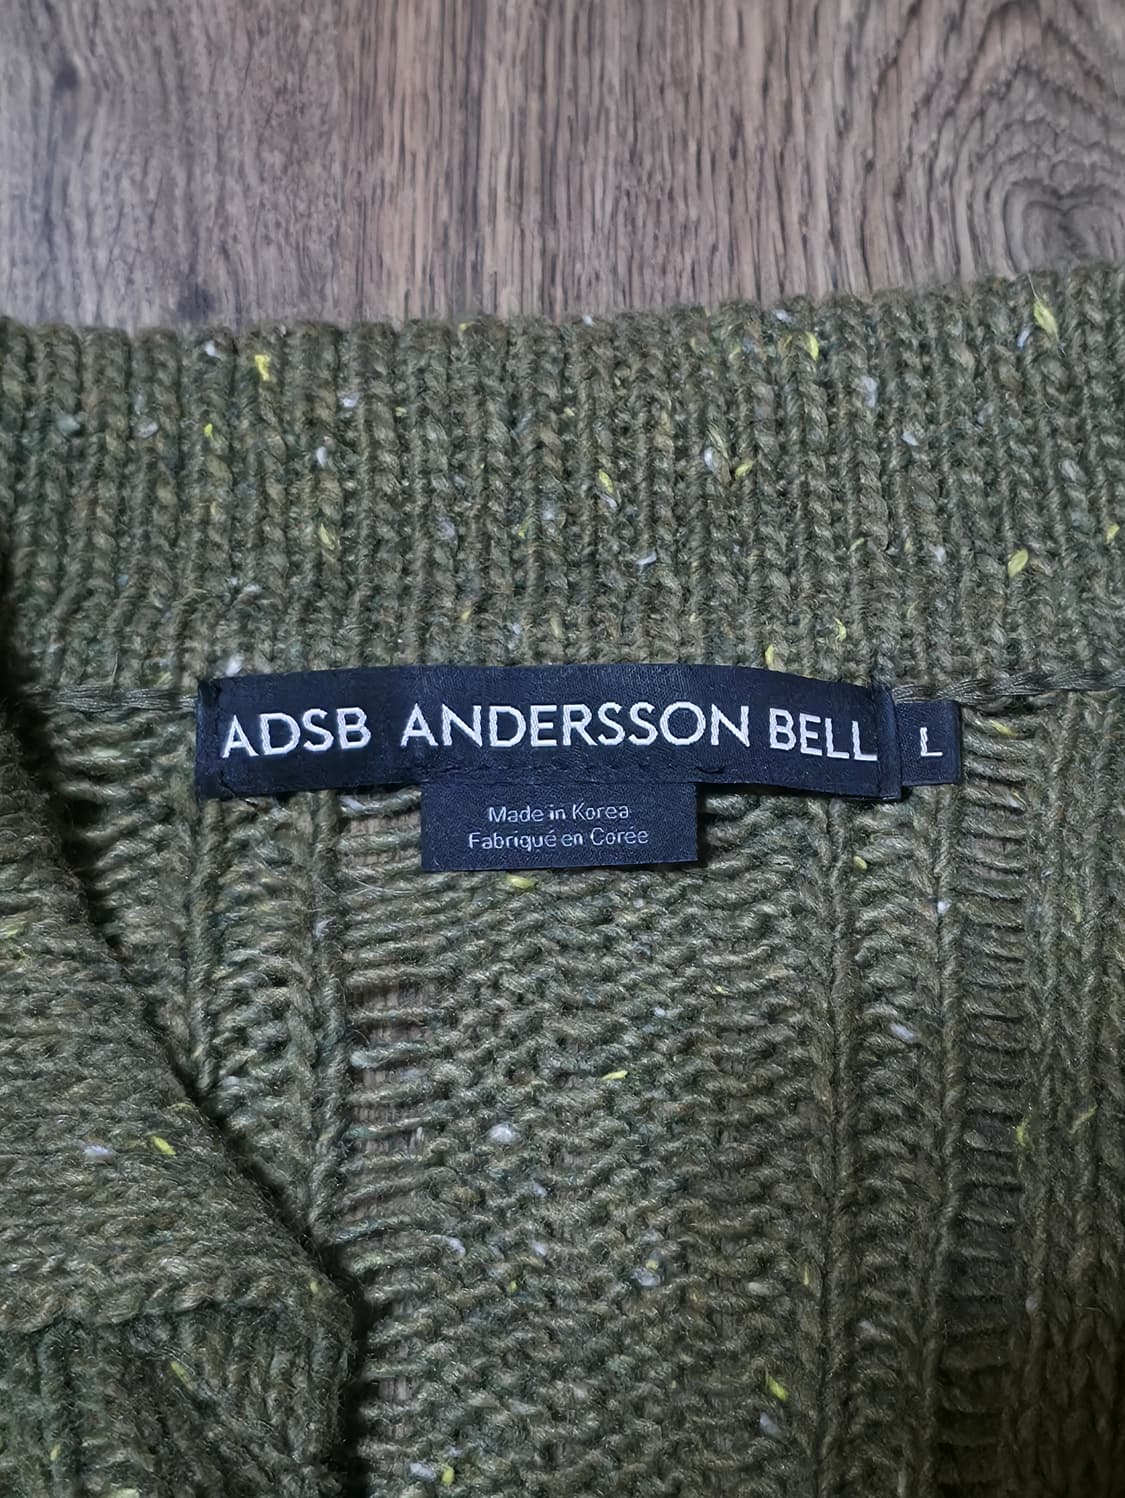 ADSB ANDERSSON BELL L
Made in Korea
Fabriqué en Corée